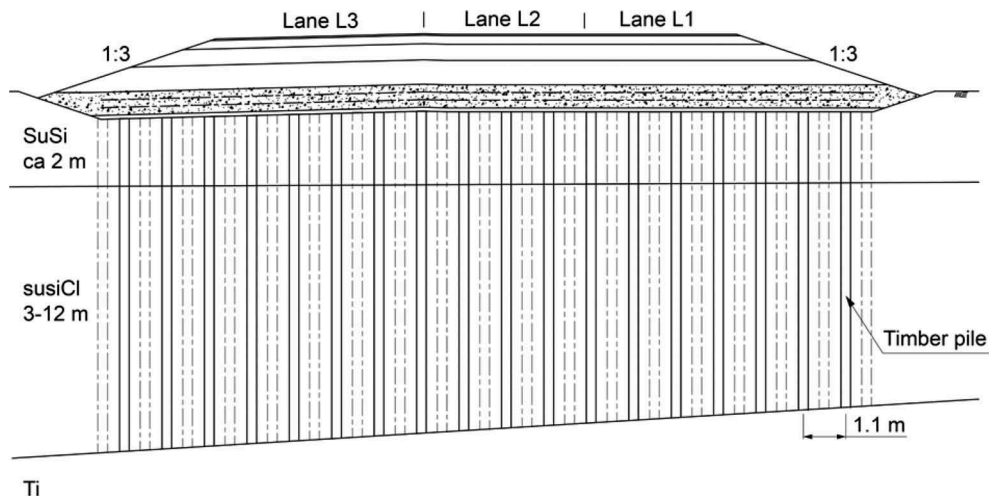 Lane L3 | Lane L2 | Lane L1
1:3 1:3
SuSi
ca 2 m
susiCl
3-12 m
Timber pile
1.1 m
Ti